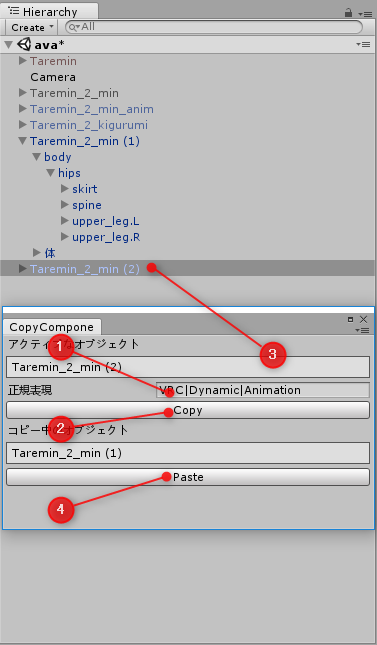 Hierarchy
Create All
ava*
Taremin
Camera
Taremin_2_min
Taremin_2_min_anim
Taremin_2_kigurumi
Taremin_2_min (1)
body
hips
skirt
spine
upper_leg.L
upper_leg.R
体
Taremin_2_min (2)
3
CopyCompone
1
アクティブなオブジェクト
Taremin_2_min (2)
正規表現 VRC|Dynamic|Animation
Copy
2
コピー中のオブジェクト
Taremin_2_min (1)
Paste
4